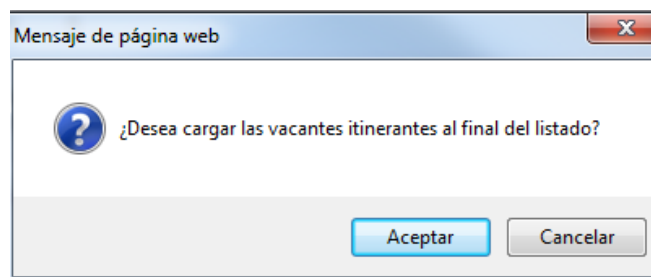 Mensaje de página web
¿Desea cargar las vacantes itinerantes al final del listado?
Aceptar
Cancelar